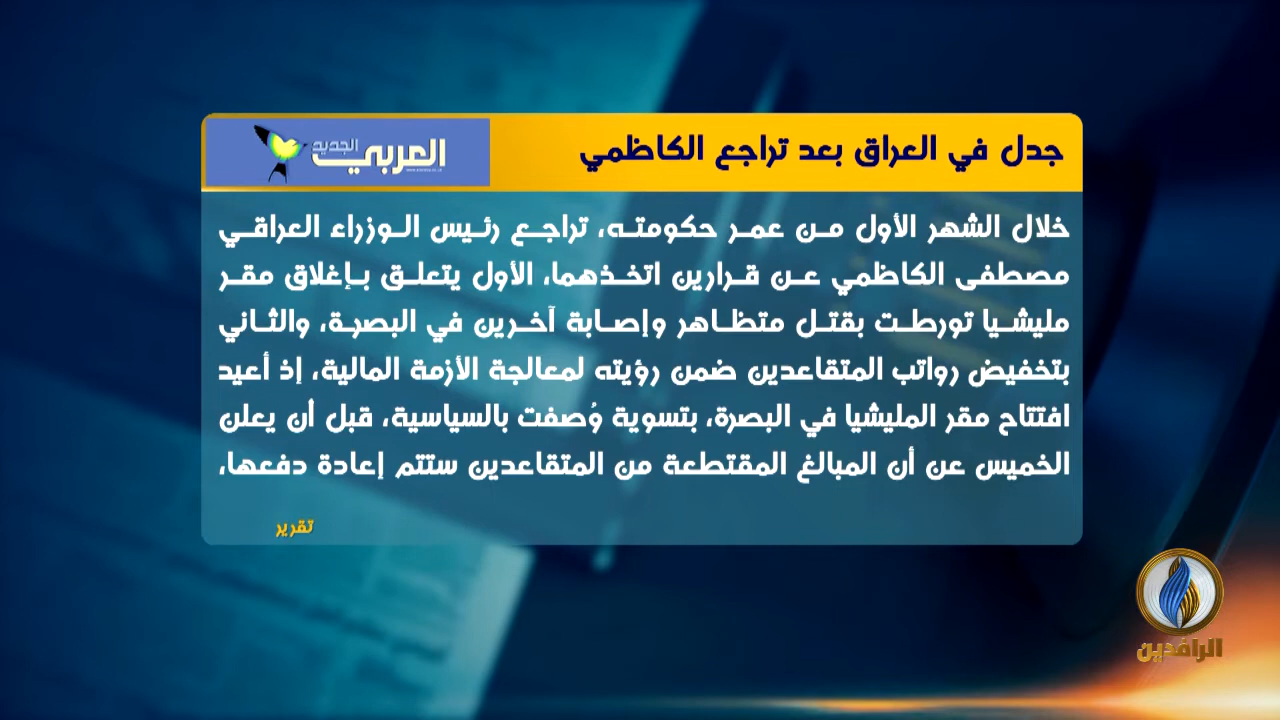 جدل في العراق بعد تراجع الكاظمي
العربي الجديد
خلال الشهر الأول من عمر حكومته، تراجع رئيس الوزراء العراقي
مصطفى الكاظمي عن قرارين اتخذهما، الأول يتعلق بإغلاق مقر
مليشيا تورطت بقتل متظاهر وإصابة آخرين في البصرة، والثاني
بتخفيض رواتب المتقاعدين ضمن رؤيته لمعالجة الأزمة المالية، إذ أعيد
افتتاح مقر المليشيا في البصرة، بتسوية وُصفت بالسياسية، قبل أن يعلن
الخميس عن أن المبالغ المقتطعة من المتقاعدين ستتم إعادة دفعها،
تقرير
الرافدين